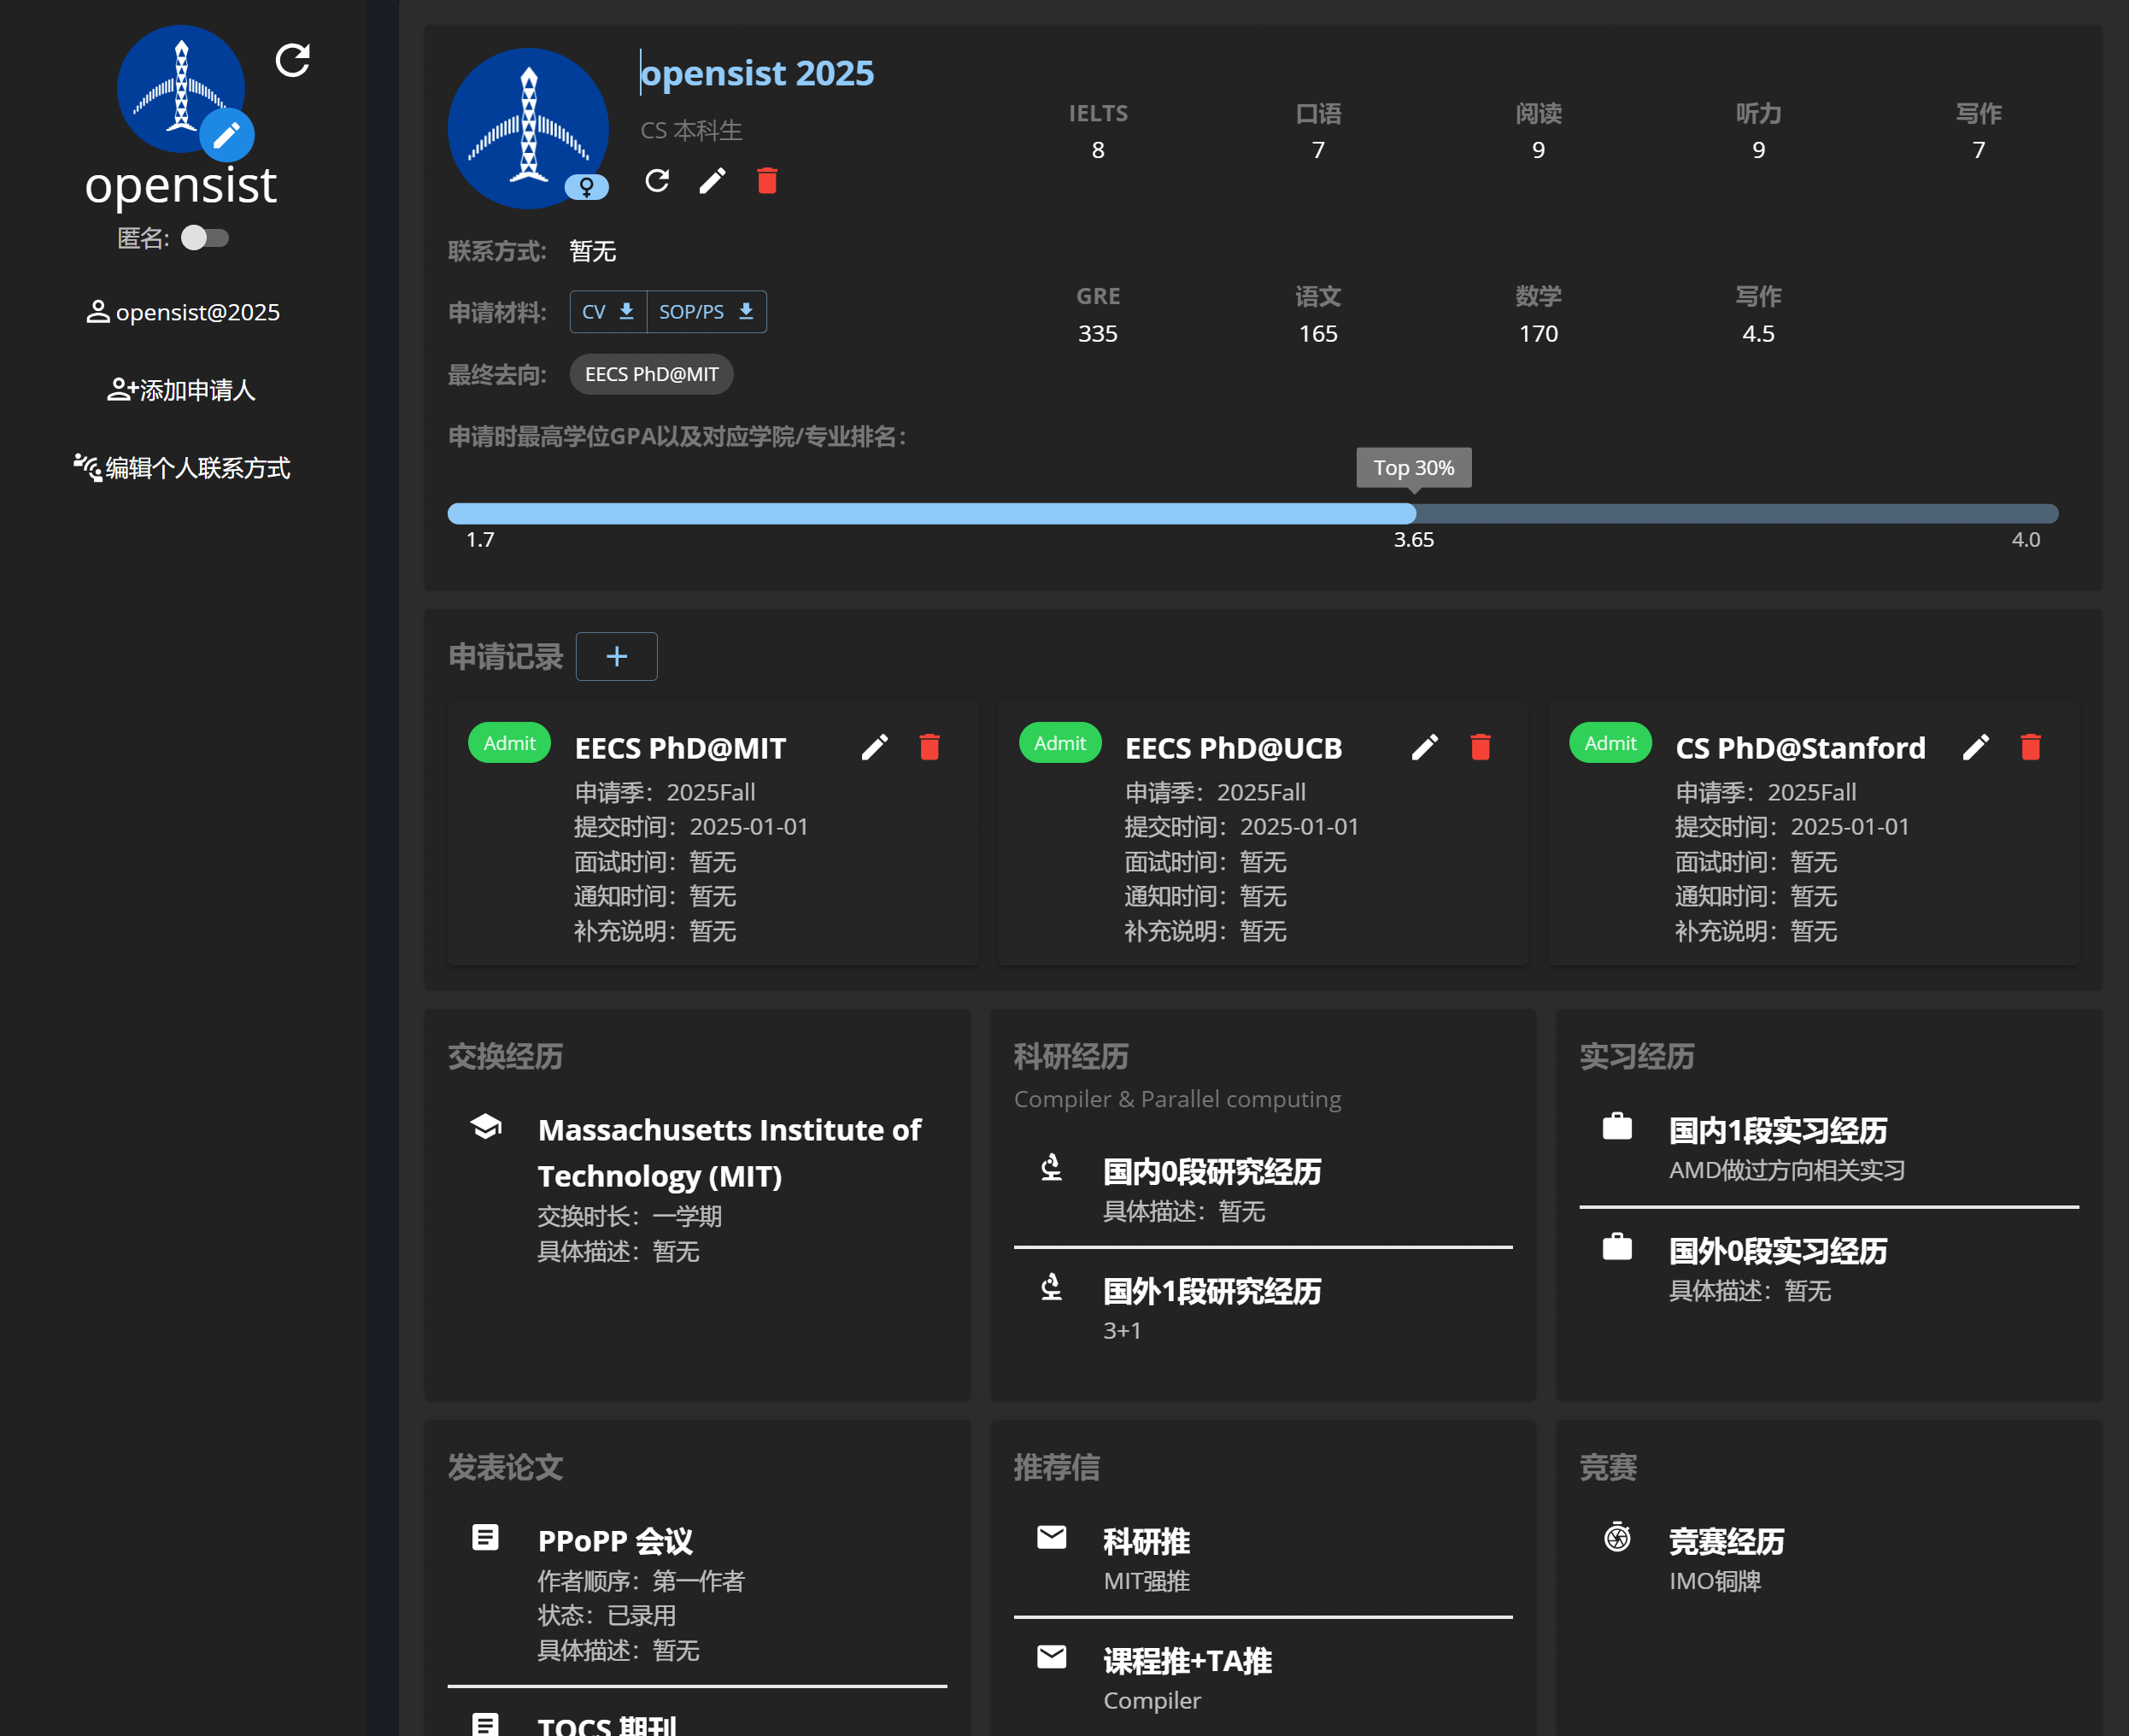 opensist
匿名:
opensist@2025
添加申请人
编辑个人联系方式
opensist 2025
CS 本科生
IELTS 口语 阅读 听力 写作
8 7 9 9 7
联系方式: 暂无
申请材料: CV SOP/PS
GRE 语文 数学 写作
335 165 170 4.5
最终去向: EECS PhD@MIT
申请时最高学位GPA以及对应学院/专业排名:
Top 30%
1.7 3.65 4.0
申请记录
Admit EECS PhD@MIT
申请季：2025Fall
提交时间：2025-01-01
面试时间：暂无
通知时间：暂无
补充说明：暂无
Admit EECS PhD@UCB
申请季：2025Fall
提交时间：2025-01-01
面试时间：暂无
通知时间：暂无
补充说明：暂无
Admit CS PhD@Stanford
申请季：2025Fall
提交时间：2025-01-01
面试时间：暂无
通知时间：暂无
补充说明：暂无
交换经历
Massachusetts Institute of
Technology (MIT)
交换时长：一学期
具体描述：暂无
科研经历
Compiler & Parallel computing
国内0段研究经历
具体描述：暂无
国外1段研究经历
3+1
实习经历
国内1段实习经历
AMD做过方向相关实习
国外0段实习经历
具体描述：暂无
发表论文
PPoPP 会议
作者顺序：第一作者
状态：已录用
具体描述：暂无
TOCS 期刊
推荐信
科研推
MIT强推
课程推+TA推
Compiler
竞赛
竞赛经历
IMO铜牌